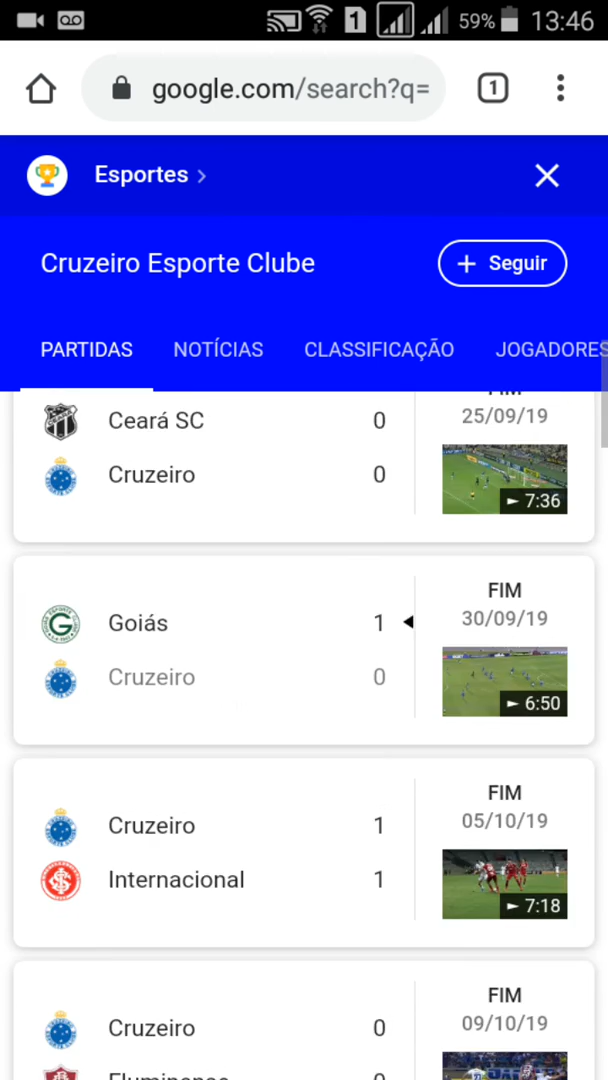 1
59%
13:46
google.com/search?q=
1
Esportes
Cruzeiro Esporte Clube
+ Seguir
PARTIDAS
NOTÍCIAS
CLASSIFICAÇÃO
JOGADORES
FIM
Ceará SC 0
25/09/19
Cruzeiro 0
7:36
FIM
Goiás 1
30/09/19
Cruzeiro 0
6:50
FIM
Cruzeiro 1
05/10/19
Internacional 1
7:18
FIM
Cruzeiro 0
09/10/19
Fluminense 0